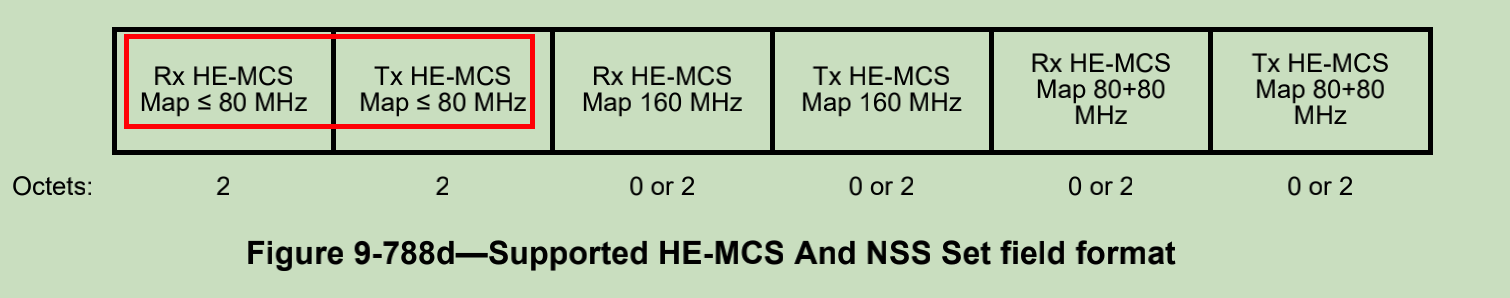 Rx HE-MCS
Map ≤ 80 MHz
Tx HE-MCS
Map ≤ 80 MHz
Rx HE-MCS
Map 160 MHz
Tx HE-MCS
Map 160 MHz
Rx HE-MCS
Map 80+80
MHz
Tx HE-MCS
Map 80+80
MHz
Octets: 2 2 0 or 2 0 or 2 0 or 2 0 or 2
Figure 9-788d—Supported HE-MCS And NSS Set field format